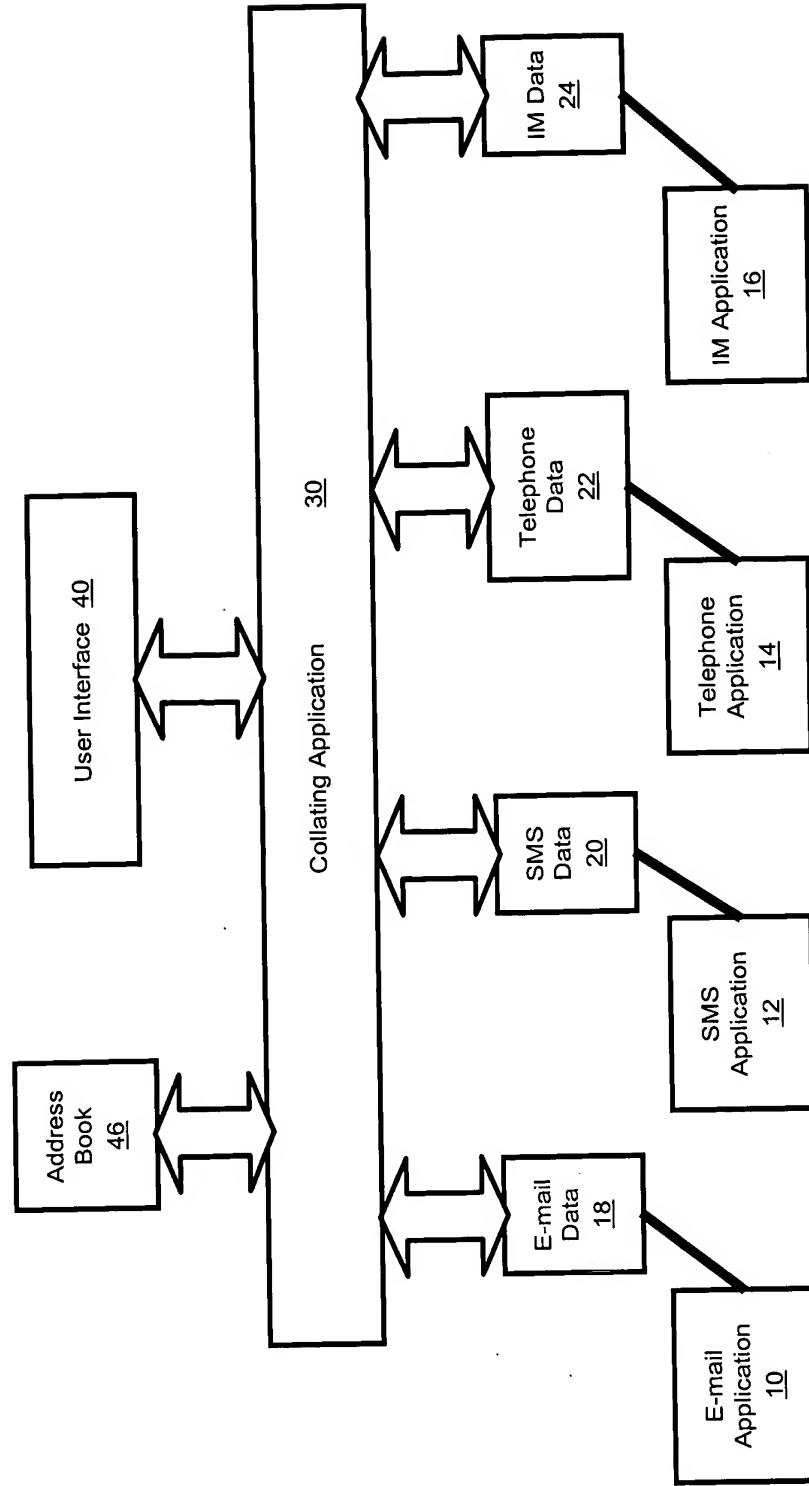 Address
Book
46
User Interface 40
Collating Application
30
E-mail
Data
18
SMS
Data
20
Telephone
Data
22
IM Data
24
E-mail
Application
10
SMS
Application
12
Telephone
Application
14
IM Application
16